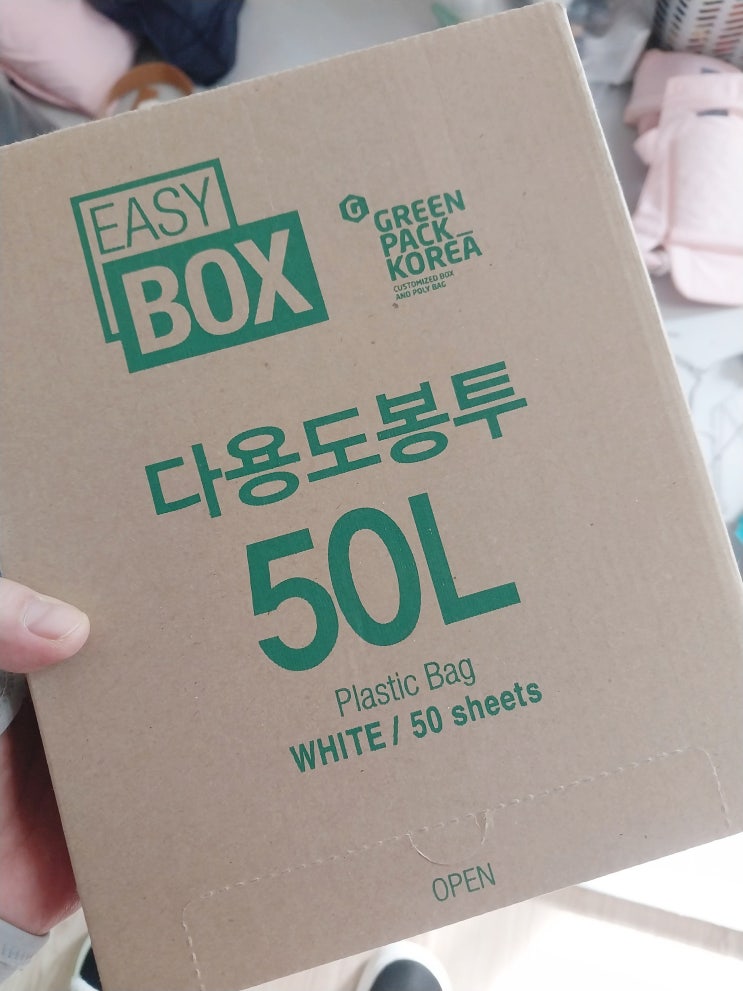 EASY
BOX
GREEN
PACK_
KOREA
CUSTOMIZED BOX
AND POLY BAG
다용도봉투
50L
Plastic Bag
WHITE / 50 sheets
OPEN